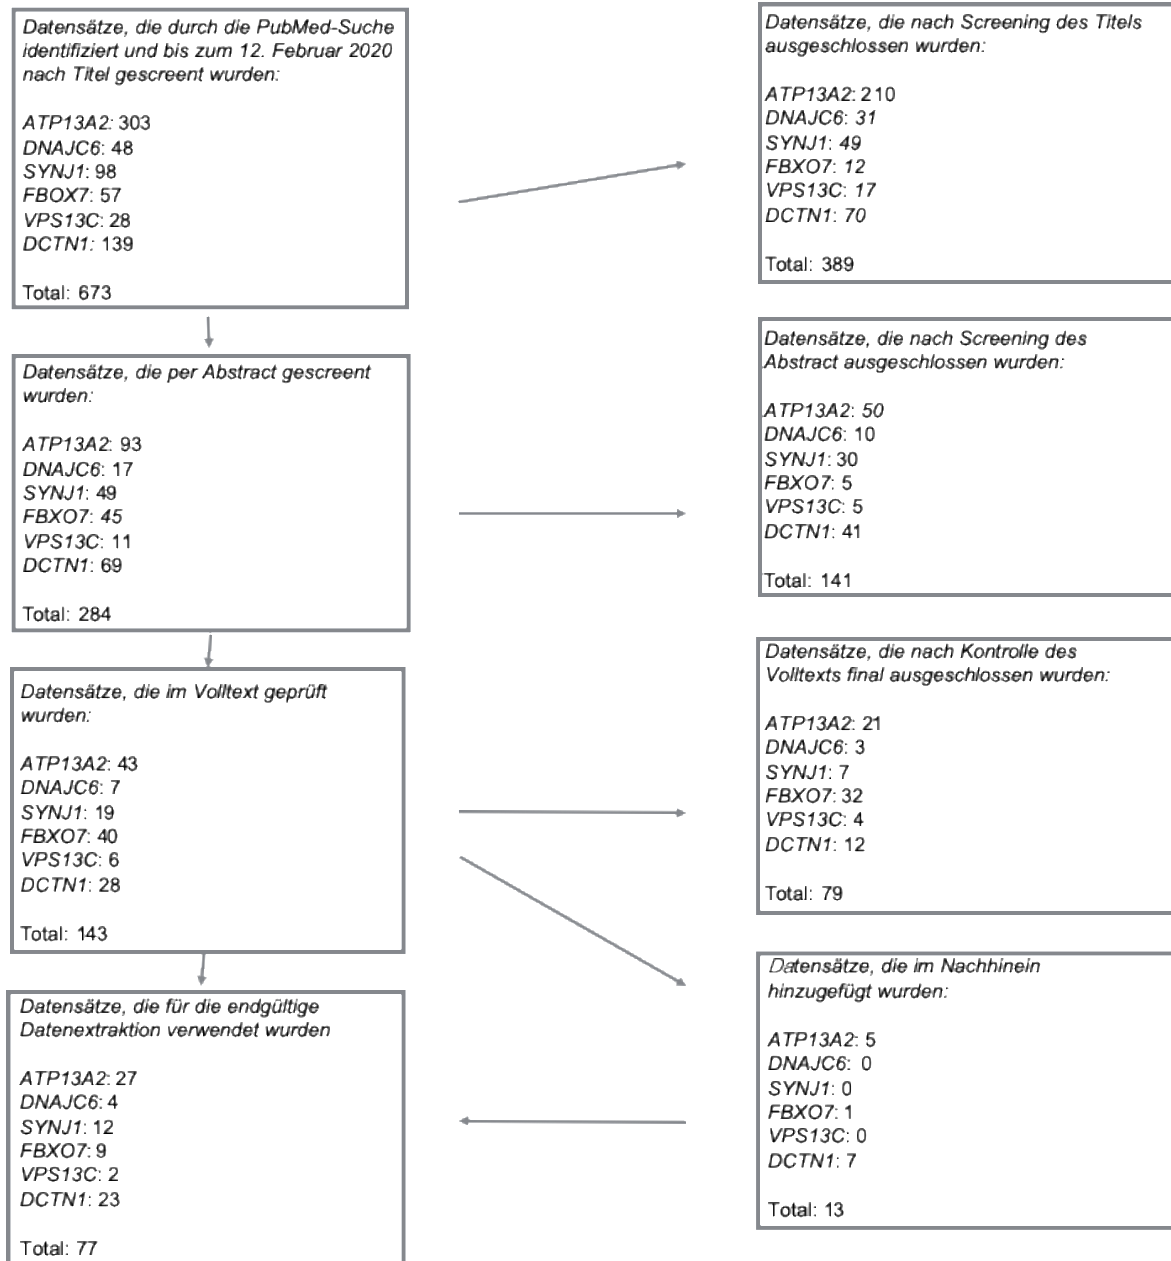 Datensätze, die durch die PubMed-Suche
identifiziert und bis zum 12. Februar 2020
nach Titel gescreent wurden:
ATP13A2: 303
DNAJC6: 48
SYNJ1: 98
FBOX7: 57
VPS13C: 28
DCTN1: 139
Total: 673
Datensätze, die nach Screening des Titels
ausgeschlossen wurden:
ATP13A2: 210
DNAJC6: 31
SYNJ1: 49
FBXO7: 12
VPS13C: 17
DCTN1: 70
Total: 389
Datensätze, die per Abstract gescreent
wurden:
ATP13A2: 93
DNAJC6: 17
SYNJ1: 49
FBXO7: 45
VPS13C: 11
DCTN1: 69
Total: 284
Datensätze, die nach Screening des
Abstract ausgeschlossen wurden:
ATP13A2: 50
DNAJC6: 10
SYNJ1: 30
FBXO7: 5
VPS13C: 5
DCTN1: 41
Total: 141
Datensätze, die im Volltext geprüft
wurden:
ATP13A2: 43
DNAJC6: 7
SYNJ1: 19
FBXO7: 40
VPS13C: 6
DCTN1: 28
Total: 143
Datensätze, die nach Kontrolle des
Volltexts final ausgeschlossen wurden:
ATP13A2: 21
DNAJC6: 3
SYNJ1: 7
FBXO7: 32
VPS13C: 4
DCTN1: 12
Total: 79
Datensätze, die im Nachhinein
hinzugefügt wurden:
ATP13A2: 5
DNAJC6: 0
SYNJ1: 0
FBXO7: 1
VPS13C: 0
DCTN1: 7
Total: 13
Datensätze, die für die endgültige
Datenextraktion verwendet wurden
ATP13A2: 27
DNAJC6: 4
SYNJ1: 12
FBXO7: 9
VPS13C: 2
DCTN1: 23
Total: 77